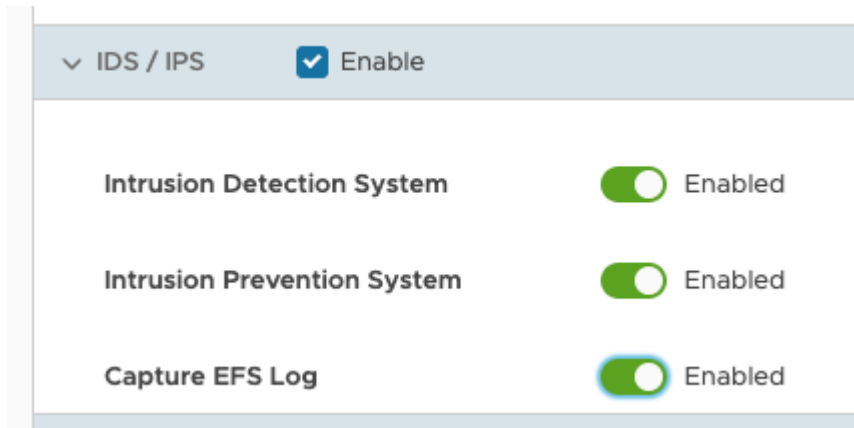 IDS / IPS Enable
Intrusion Detection System Enabled
Intrusion Prevention System Enabled
Capture EFS Log Enabled